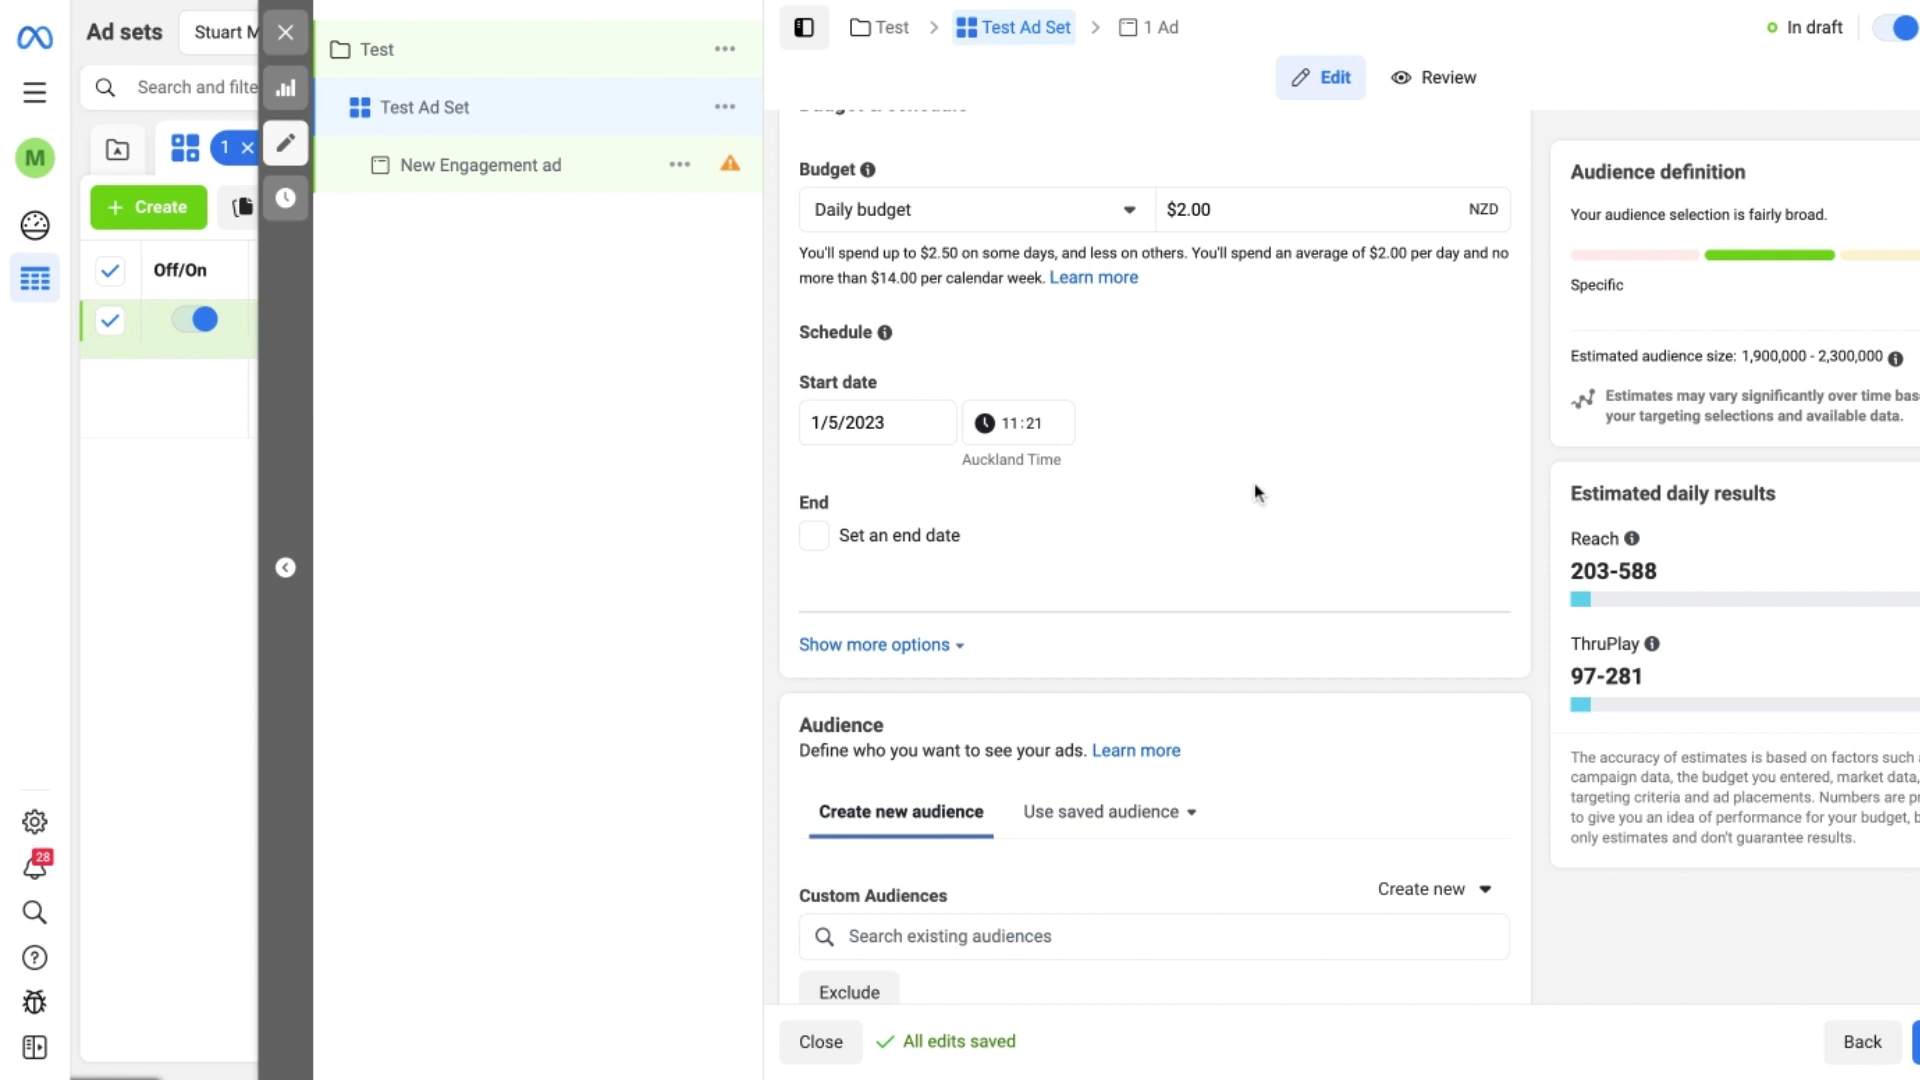 Ad sets
Stuart M
Search and filte
M
1
+ Create
Off/On
28
Test
Test Ad Set
New Engagement ad
Test
Test Ad Set
1 Ad
In draft
Edit
Review
Budget & schedule
Budget
Daily budget
$2.00
NZD
You'll spend up to $2.50 on some days, and less on others. You'll spend an average of $2.00 per day and no
more than $14.00 per calendar week. Learn more
Schedule
Start date
1/5/2023
11:21
Auckland Time
End
Set an end date
Show more options
Audience
Define who you want to see your ads. Learn more
Create new audience
Use saved audience
Custom Audiences
Create new
Search existing audiences
Exclude
Close
All edits saved
Back
Audience definition
Your audience selection is fairly broad.
Specific
Estimated audience size: 1,900,000 - 2,300,000
Estimates may vary significantly over time bas
your targeting selections and available data.
Estimated daily results
Reach
203-588
ThruPlay
97-281
The accuracy of estimates is based on factors such
campaign data, the budget you entered, market data,
targeting criteria and ad placements. Numbers are pr
to give you an idea of performance for your budget, b
only estimates and don't guarantee results.